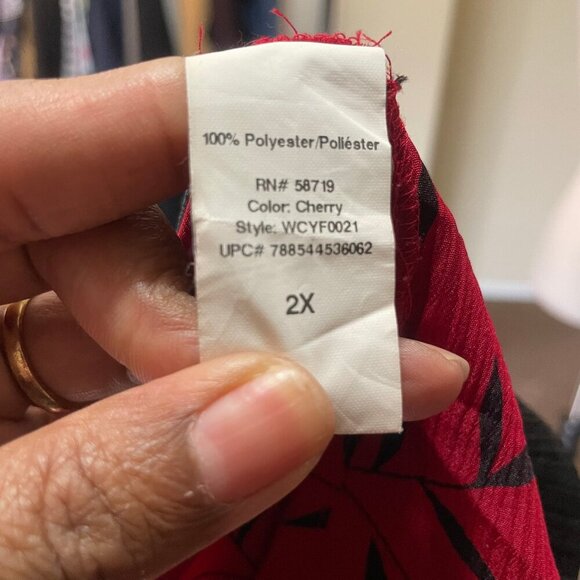 100% Polyester/Poliéster
RN# 58719
Color: Cherry
Style: WCYF0021
UPC# 788544536062
2X